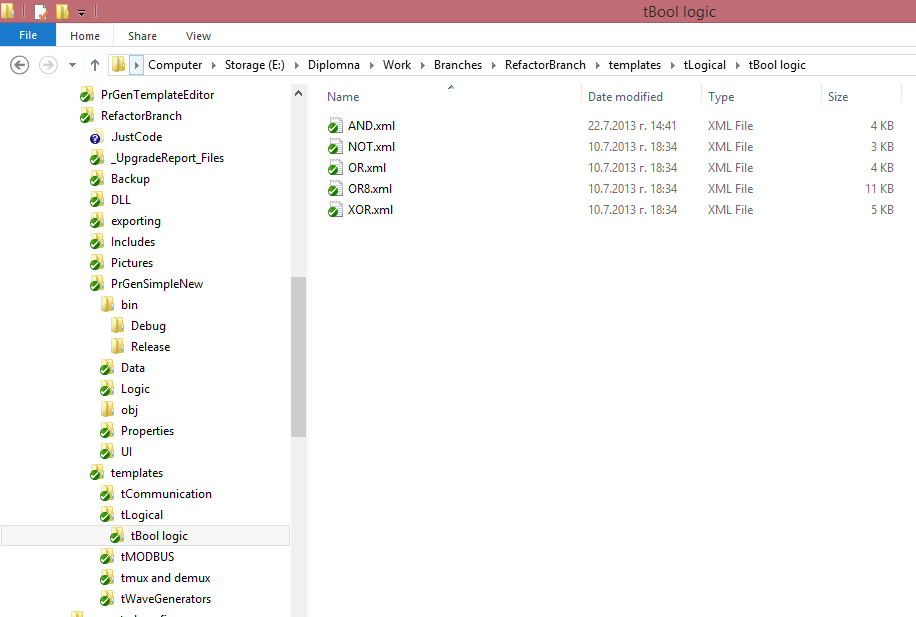 tBool logic
File Home Share View
Computer Storage (E:) Diplomna Work Branches RefactorBranch templates tLogical tBool logic
PrGenTemplateEditor
RefactorBranch
.JustCode
_UpgradeReport_Files
Backup
DLL
exporting
Includes
Pictures
PrGenSimpleNew
bin
Debug
Release
Data
Logic
obj
Properties
UI
templates
tCommunication
tLogical
tBool logic
tMODBUS
tmux and demux
tWaveGenerators
Name Date modified Type Size
AND.xml 22.7.2013 г. 14:41 XML File 4 KB
NOT.xml 10.7.2013 г. 18:34 XML File 3 KB
OR.xml 10.7.2013 г. 18:34 XML File 4 KB
OR8.xml 10.7.2013 г. 18:34 XML File 11 KB
XOR.xml 10.7.2013 г. 18:34 XML File 5 KB